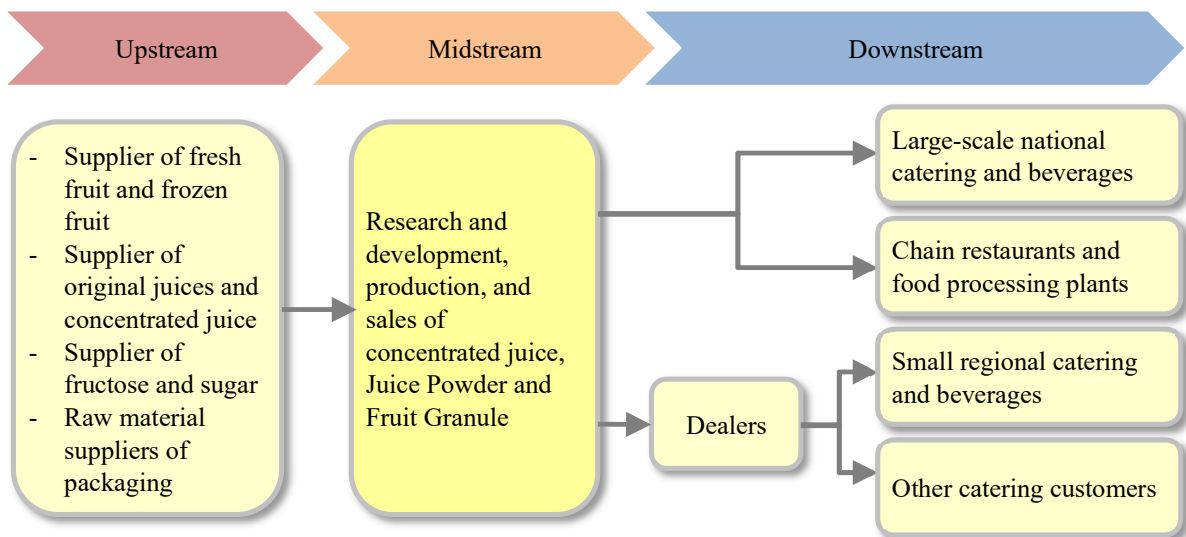 Upstream
Midstream
Downstream
- Supplier of fresh
fruit and frozen
fruit
- Supplier of
original juices and
concentrated juice
- Supplier of
fructose and sugar
- Raw material
suppliers of
packaging
Research and
development,
production, and
sales of
concentrated juice,
Juice Powder and
Fruit Granule
Large-scale national
catering and beverages
Chain restaurants and
food processing plants
Dealers
Small regional catering
and beverages
Other catering customers